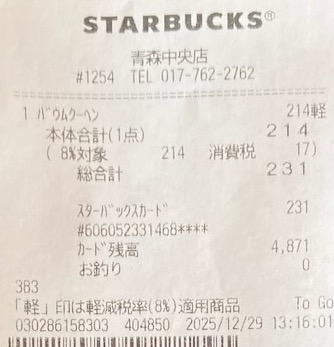 STARBUCKS®
青森中央店
#1254 TEL 017-762-2762
1 バウムクーヘン 214軽
本体合計(1点) 214
( 8%対象 214 消費税 17)
総合計 231
スターバックスカード 231
#606052331468****
カード残高 4,871
お釣り 0
383
「軽」印は軽減税率(8%)適用商品 To Go
030286158303 404850 2025/12/29 13:16:01